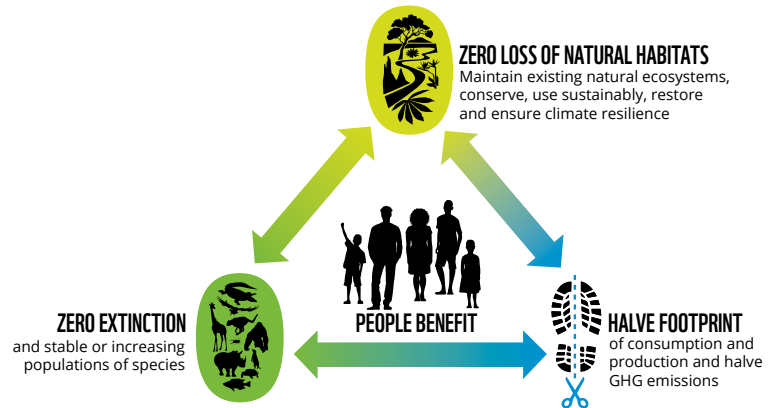 ZERO LOSS OF NATURAL HABITATS
Maintain existing natural ecosystems,
conserve, use sustainably, restore
and ensure climate resilience
PEOPLE BENEFIT
ZERO EXTINCTION
and stable or increasing
populations of species
HALVE FOOTPRINT
of consumption and
production and halve
GHG emissions